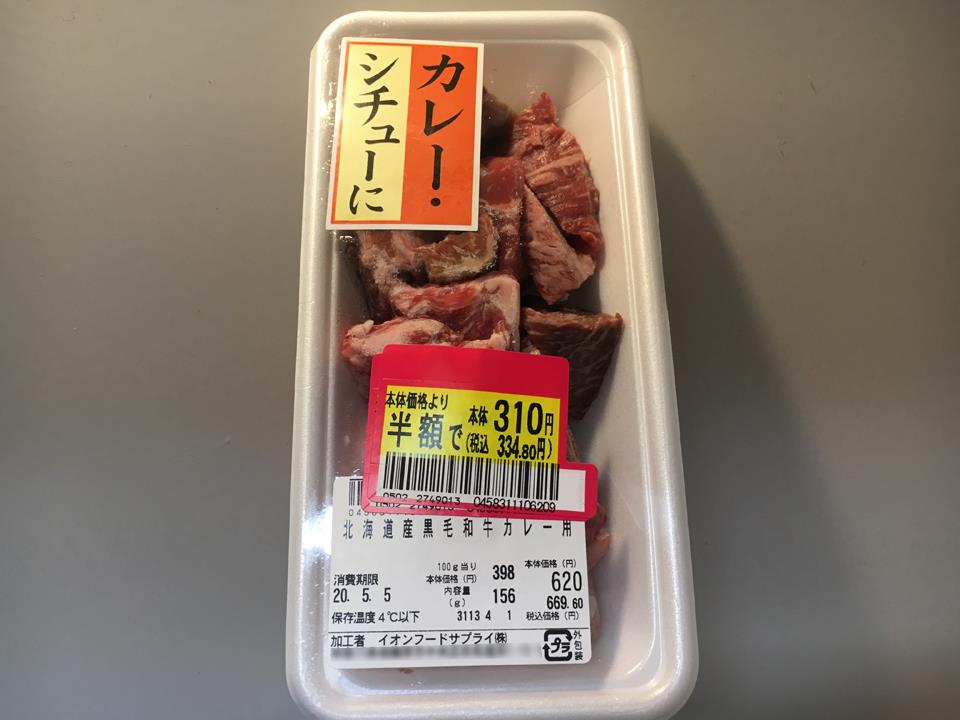 カレー・
シチューに
本体価格より
半額で
本体 310円
(税込 334.80円)
0502 2749013 0458311106209
北海道産黒毛和牛カレー用
消費期限
20. 5. 5
100g当り
本体価格(円) 398
内容量
(g) 156
本体価格(円)
620
669.60
税込価格(円)
保存温度4℃以下 3113 4 1
加工者 イオンフードサプライ㈱
プラ
外包装